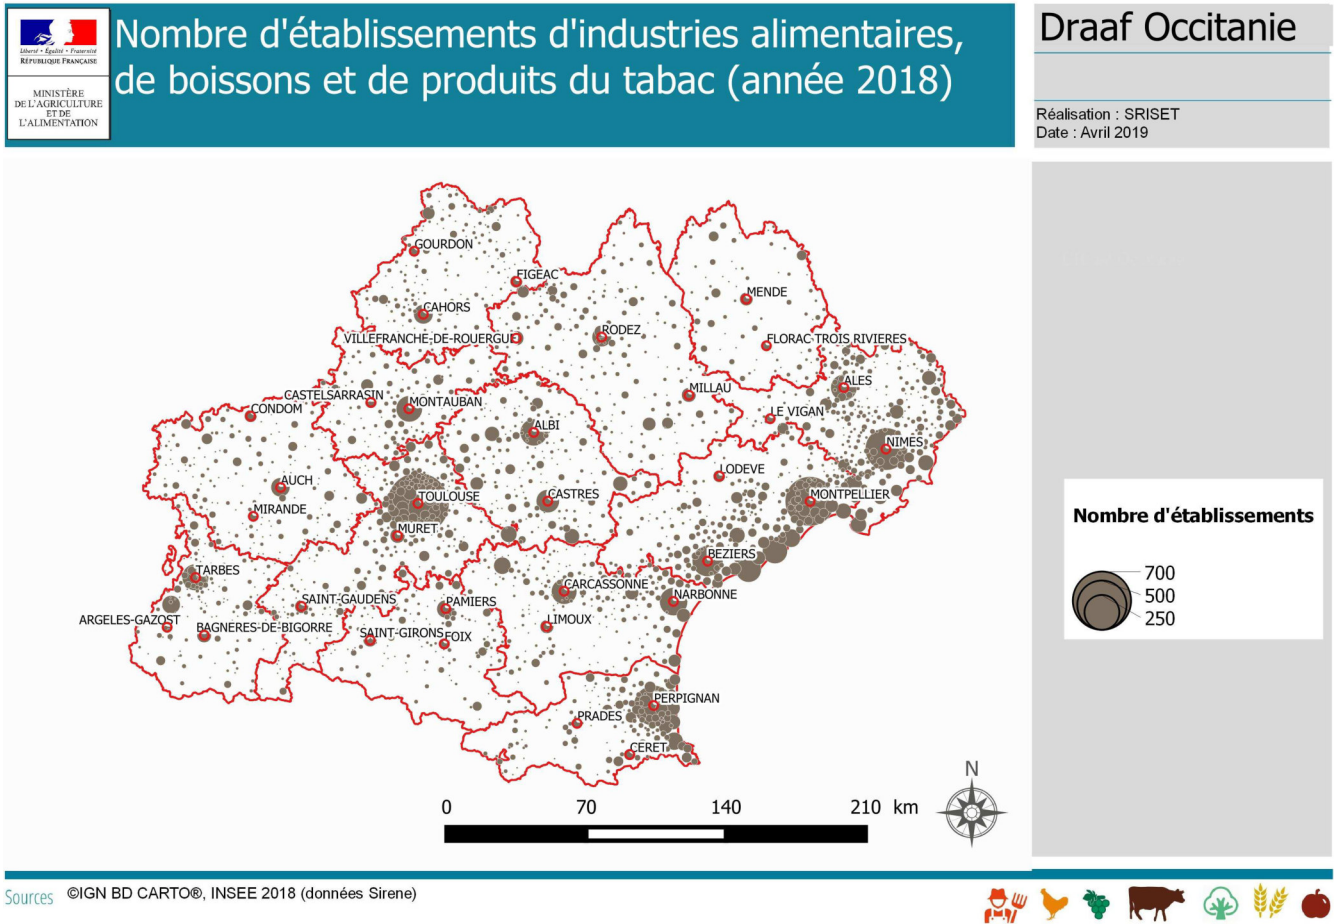 Liberté • Égalité • Fraternité
RÉPUBLIQUE FRANÇAISE
MINISTÈRE
DE L'AGRICULTURE
ET DE
L'ALIMENTATION
Nombre d'établissements d'industries alimentaires,
de boissons et de produits du tabac (année 2018)
Draaf Occitanie
Réalisation : SRISET
Date : Avril 2019
GOURDON
FIGEAC
MENDE
CAHORS
RODEZ
VILLEFRANCHE-DE-ROUERGUE
FLORAC TROIS RIVIERES
ALES
MILLAU
CASTELSARRASIN
MONTAUBAN
CONDOM
LE VIGAN
ALBI
NIMES
LODEVE
AUCH
TOULOUSE
CASTRES
MONTPELLIER
MIRANDE
MURET
BEZIERS
TARBES
CARCASSONNE
NARBONNE
SAINT-GAUDENS
PAMIERS
ARGELES-GAZOST
BAGNERES-DE-BIGORRE
LIMOUX
SAINT-GIRONS
FOIX
PERPIGNAN
PRADES
CERET
Nombre d'établissements
700
500
250
N
0 70 140 210 km
Sources ©IGN BD CARTO®, INSEE 2018 (données Sirene)